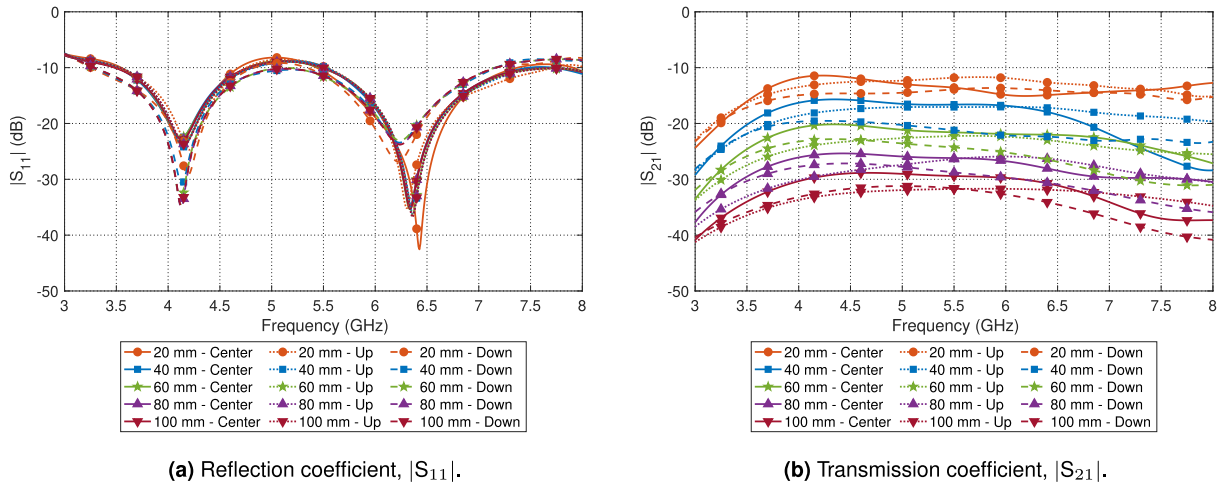 0
-10
-20
-30
-40
-50
|S11| (dB)
3 3.5 4 4.5 5 5.5 6 6.5 7 7.5 8
Frequency (GHz)
20 mm - Center 20 mm - Up 20 mm - Down
40 mm - Center 40 mm - Up 40 mm - Down
60 mm - Center 60 mm - Up 60 mm - Down
80 mm - Center 80 mm - Up 80 mm - Down
100 mm - Center 100 mm - Up 100 mm - Down
(a) Reflection coefficient, |S11|.
0
-10
-20
-30
-40
-50
|S21| (dB)
3 3.5 4 4.5 5 5.5 6 6.5 7 7.5 8
Frequency (GHz)
20 mm - Center 20 mm - Up 20 mm - Down
40 mm - Center 40 mm - Up 40 mm - Down
60 mm - Center 60 mm - Up 60 mm - Down
80 mm - Center 80 mm - Up 80 mm - Down
100 mm - Center 100 mm - Up 100 mm - Down
(b) Transmission coefficient, |S21|.